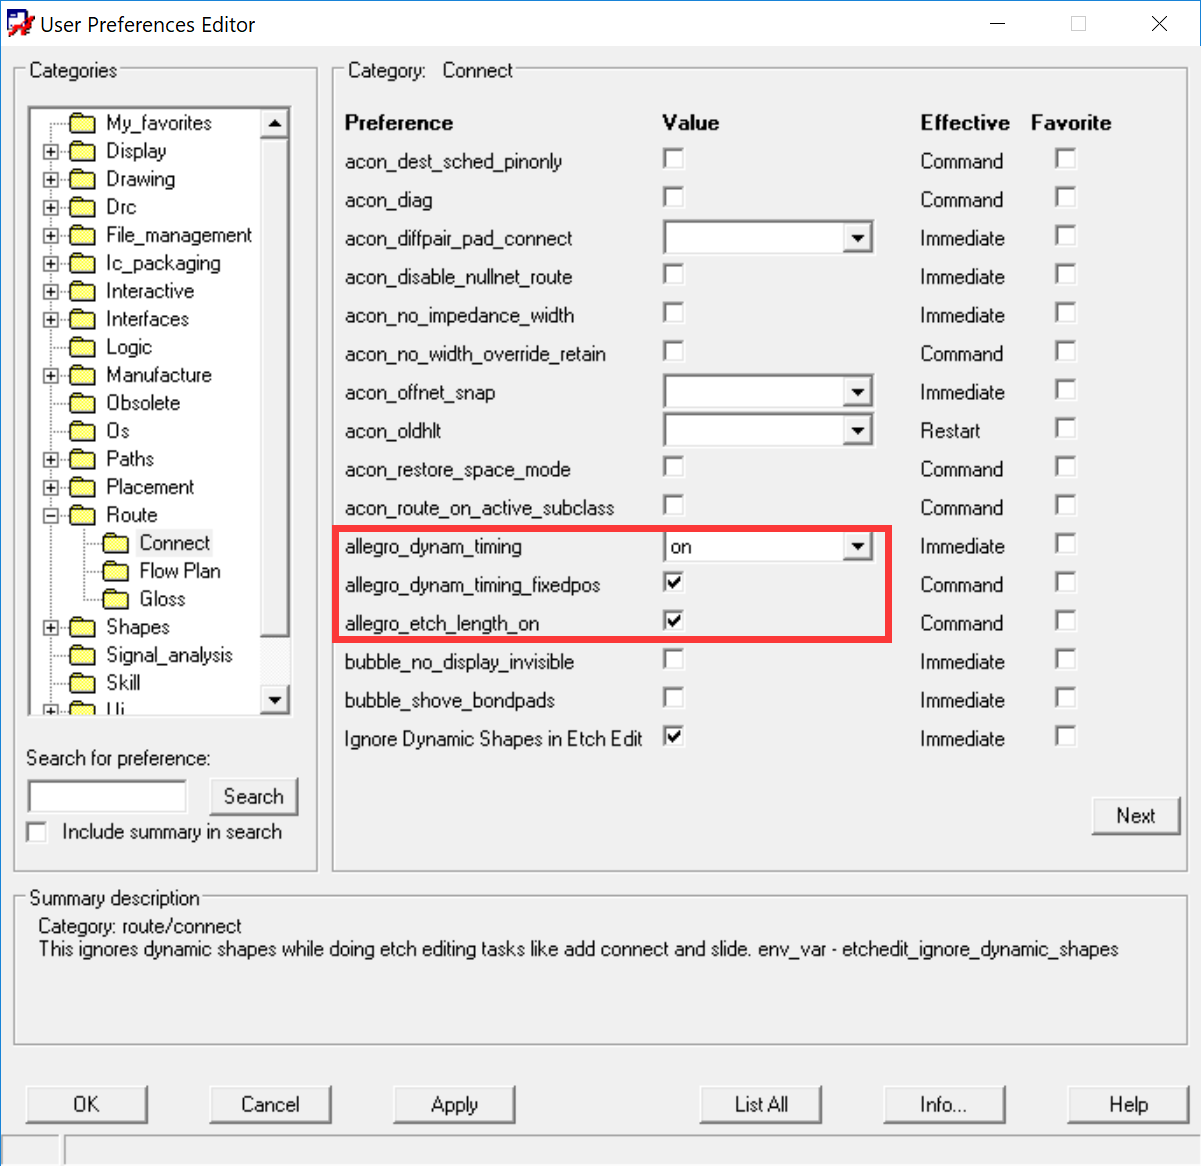 User Preferences Editor
Categories
My_favorites
Display
Drawing
Drc
File_management
Ic_packaging
Interactive
Interfaces
Logic
Manufacture
Obsolete
Os
Paths
Placement
Route
Connect
Flow Plan
Gloss
Shapes
Signal_analysis
Skill
Ui
Search for preference:
Search
Include summary in search
Category: Connect
Preference Value Effective Favorite
acon_dest_sched_pinonly Command
acon_diag Command
acon_diffpair_pad_connect Immediate
acon_disable_nullnet_route Immediate
acon_no_impedance_width Immediate
acon_no_width_override_retain Command
acon_offnet_snap Immediate
acon_oldhlt Restart
acon_restore_space_mode Command
acon_route_on_active_subclass Command
allegro_dynam_timing on Immediate
allegro_dynam_timing_fixedpos Command
allegro_etch_length_on Command
bubble_no_display_invisible Immediate
bubble_shove_bondpads Immediate
Ignore Dynamic Shapes in Etch Edit Immediate
Next
Summary description
Category: route/connect
This ignores dynamic shapes while doing etch editing tasks like add connect and slide. env_var - etchedit_ignore_dynamic_shapes
OK Cancel Apply List All Info... Help